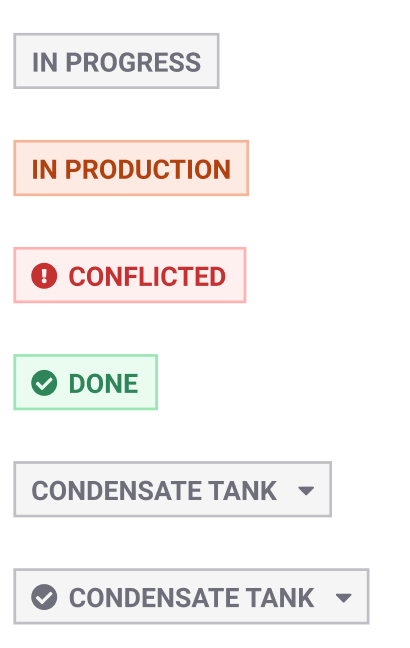 IN PROGRESS
IN PRODUCTION
CONFLICTED
DONE
CONDENSATE TANK
CONDENSATE TANK